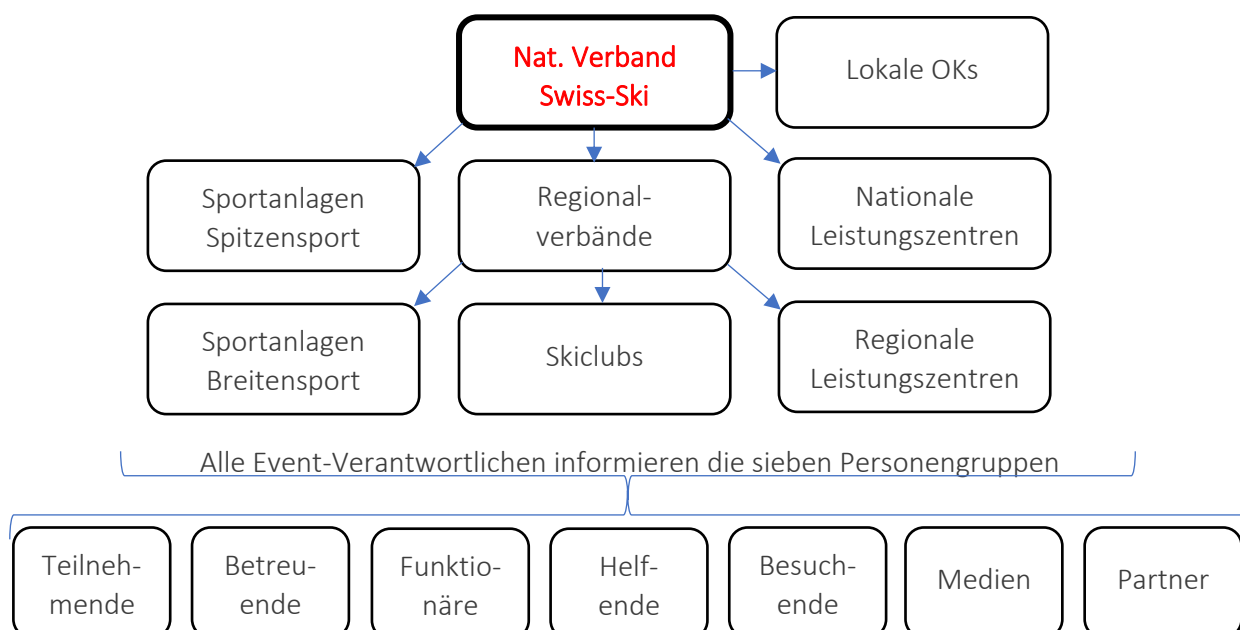 Nat. Verband
Swiss-Ski
Lokale OKs
Sportanlagen
Spitzensport
Regional-
verbände
Nationale
Leistungszentren
Sportanlagen
Breitensport
Skiclubs
Regionale
Leistungszentren
Alle Event-Verantwortlichen informieren die sieben Personengruppen
Teilneh-
mende
Betreu-
ende
Funktio-
näre
Helf-
ende
Besuch-
ende
Medien
Partner